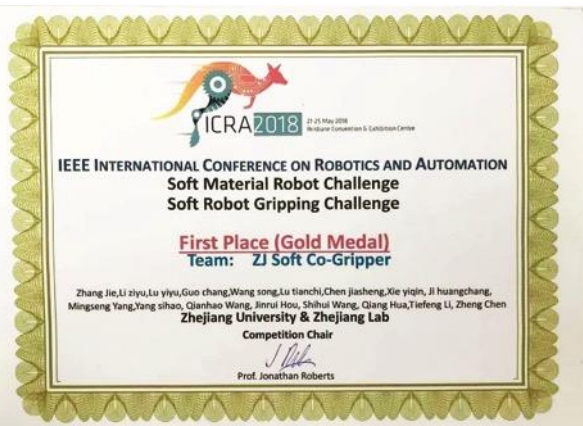 ICRA2018
21-25 May 2018
Brisbane Convention & Exhibition Centre
IEEE INTERNATIONAL CONFERENCE ON ROBOTICS AND AUTOMATION
Soft Material Robot Challenge
Soft Robot Gripping Challenge
First Place (Gold Medal)
Team: ZJ Soft Co-Gripper
Zhang Jie,Li ziyu,Lu yiyu,Guo chang,Wang song,Lu tianchi,Chen jiasheng,Xie yiqin, Ji huangchang,
Mingseng Yang,Yang sihao, Qianhao Wang, Jinrui Hou, Shihui Wang, Qiang Hua,Tiefeng Li, Zheng Chen
Zhejiang University & Zhejiang Lab
Competition Chair
Prof. Jonathan Roberts